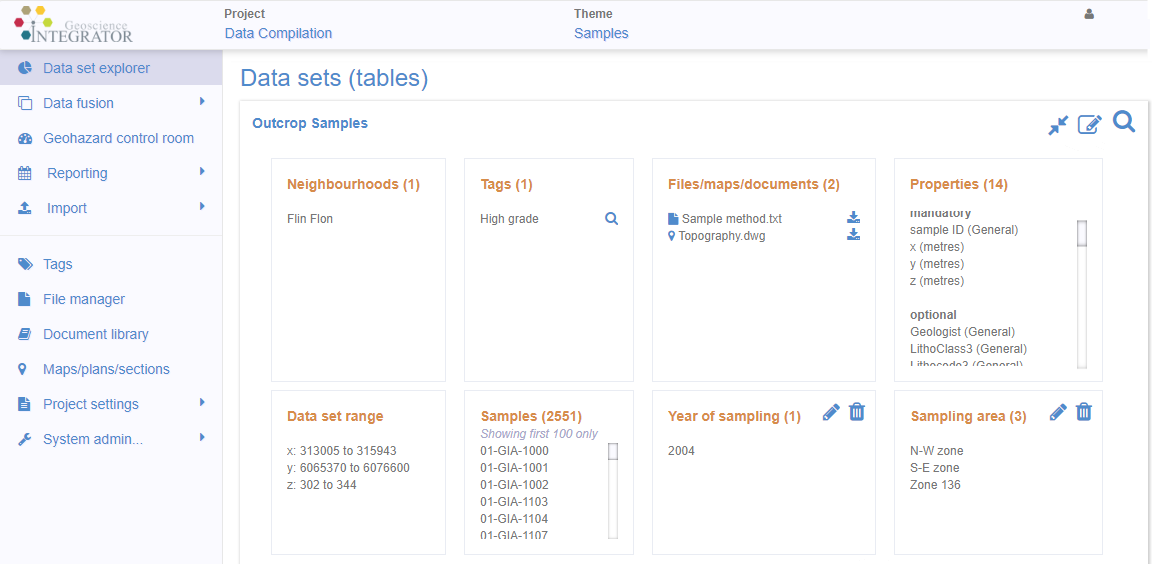 Geoscience
INTEGRATOR
Project
Data Compilation
Theme
Samples
Data set explorer
Data fusion
Geohazard control room
Reporting
Import
Tags
File manager
Document library
Maps/plans/sections
Project settings
System admin...
Data sets (tables)
Outcrop Samples
Neighbourhoods (1)
Flin Flon
Tags (1)
High grade
Files/maps/documents (2)
Sample method.txt
Topography.dwg
Properties (14)
mandatory
sample ID (General)
x (metres)
y (metres)
z (metres)
optional
Geologist (General)
LithoClass3 (General)
Lithocode2 (General)
Data set range
x: 313005 to 315943
y: 6065370 to 6076600
z: 302 to 344
Samples (2551)
Showing first 100 only
01-GIA-1000
01-GIA-1001
01-GIA-1002
01-GIA-1103
01-GIA-1104
01-GIA-1107
Year of sampling (1)
2004
Sampling area (3)
N-W zone
S-E zone
Zone 136